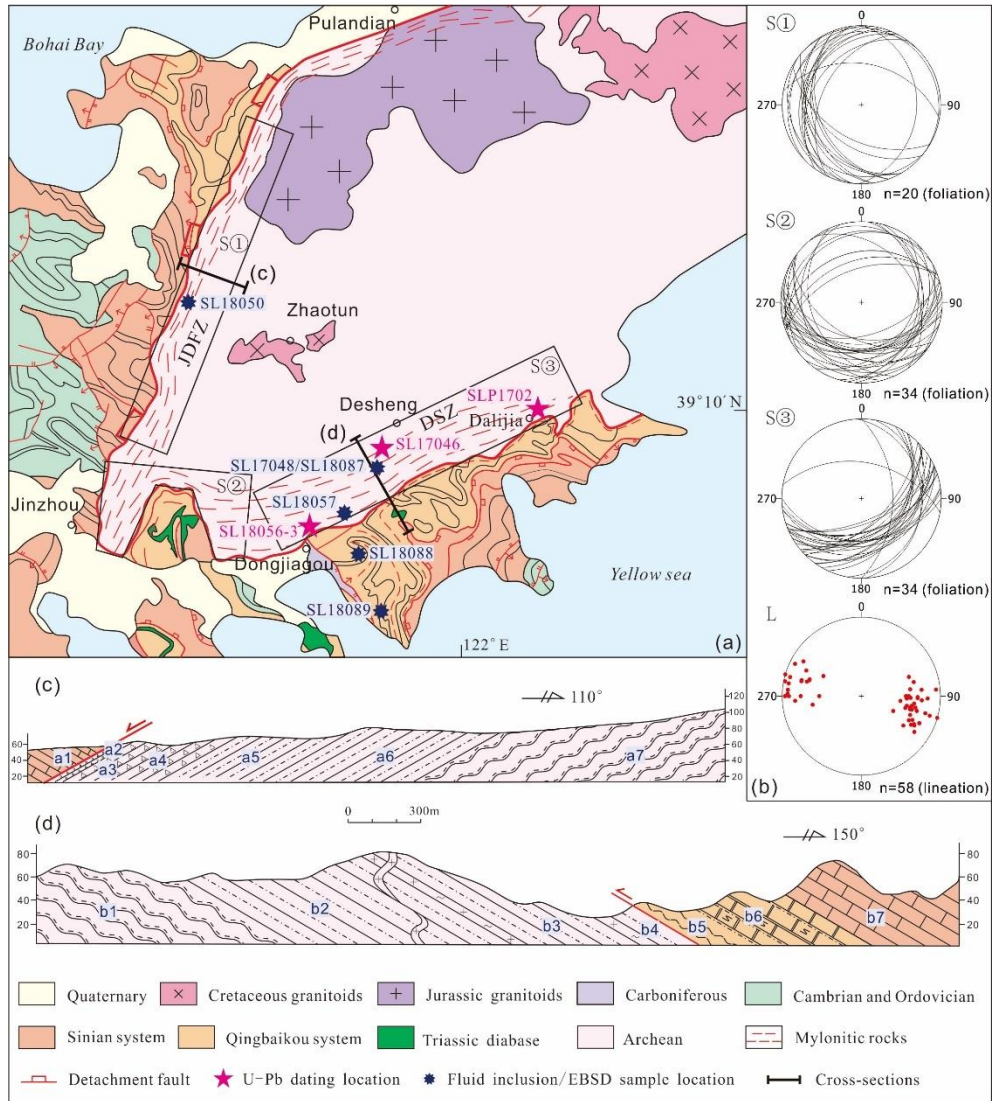 Pulandian
Bohai Bay
S①
(c)
SL18050
JDFZ
Zhaotun
S③
SLP1702
Desheng
DSZ
Dalijia
39°10′N
(d)
SL17046
SL17048/SL18087
S②
Jinzhou
SL18057
SL18056-3
Dongjiagou
SL18088
SL18089
Yellow sea
122°E
(a)
S①
0
270
90
180
n=20 (foliation)
S②
0
270
90
180
n=34 (foliation)
S③
0
270
90
180
n=34 (foliation)
L
0
270
90
180
(b)
n=58 (lineation)
(c)
110°
60
40
20
a1
a2
a3
a4
a5
a6
a7
120
100
80
60
40
20
0 300m
(d)
150°
80
60
40
20
b1
b2
b3
b4
b5
b6
b7
80
60
40
20
Quaternary
Cretaceous granitoids
Jurassic granitoids
Carboniferous
Cambrian and Ordovician
Sinian system
Qingbaikou system
Triassic diabase
Archean
Mylonitic rocks
Detachment fault
U-Pb dating location
Fluid inclusion/EBSD sample location
Cross-sections